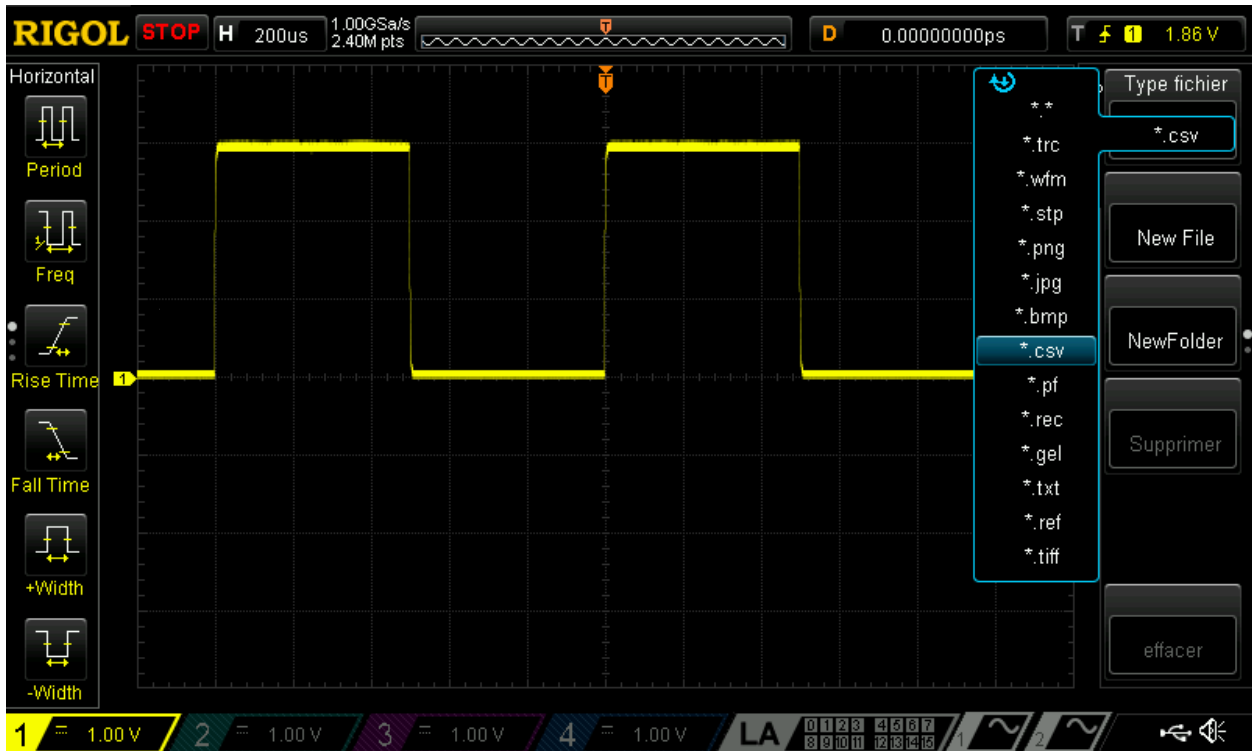 RIGOL STOP H 200us 1.00GSa/s
2.40M pts
T
D 0.00000000ps
T 1 1.86 V
Horizontal
Period
Freq
Rise Time
Fall Time
+Width
-Width
T
1
*.*
*.trc
*.wfm
*.stp
*.png
*.jpg
*.bmp
*.csv
*.pf
*.rec
*.gel
*.txt
*.ref
*.tiff
Type fichier
*.csv
New File
NewFolder
Supprimer
effacer
1 1.00 V
2 1.00 V
3 1.00 V
4 1.00 V
LA
0 1 2 3 4 5 6 7
8 9 10 11 12 13 14 15
1
2